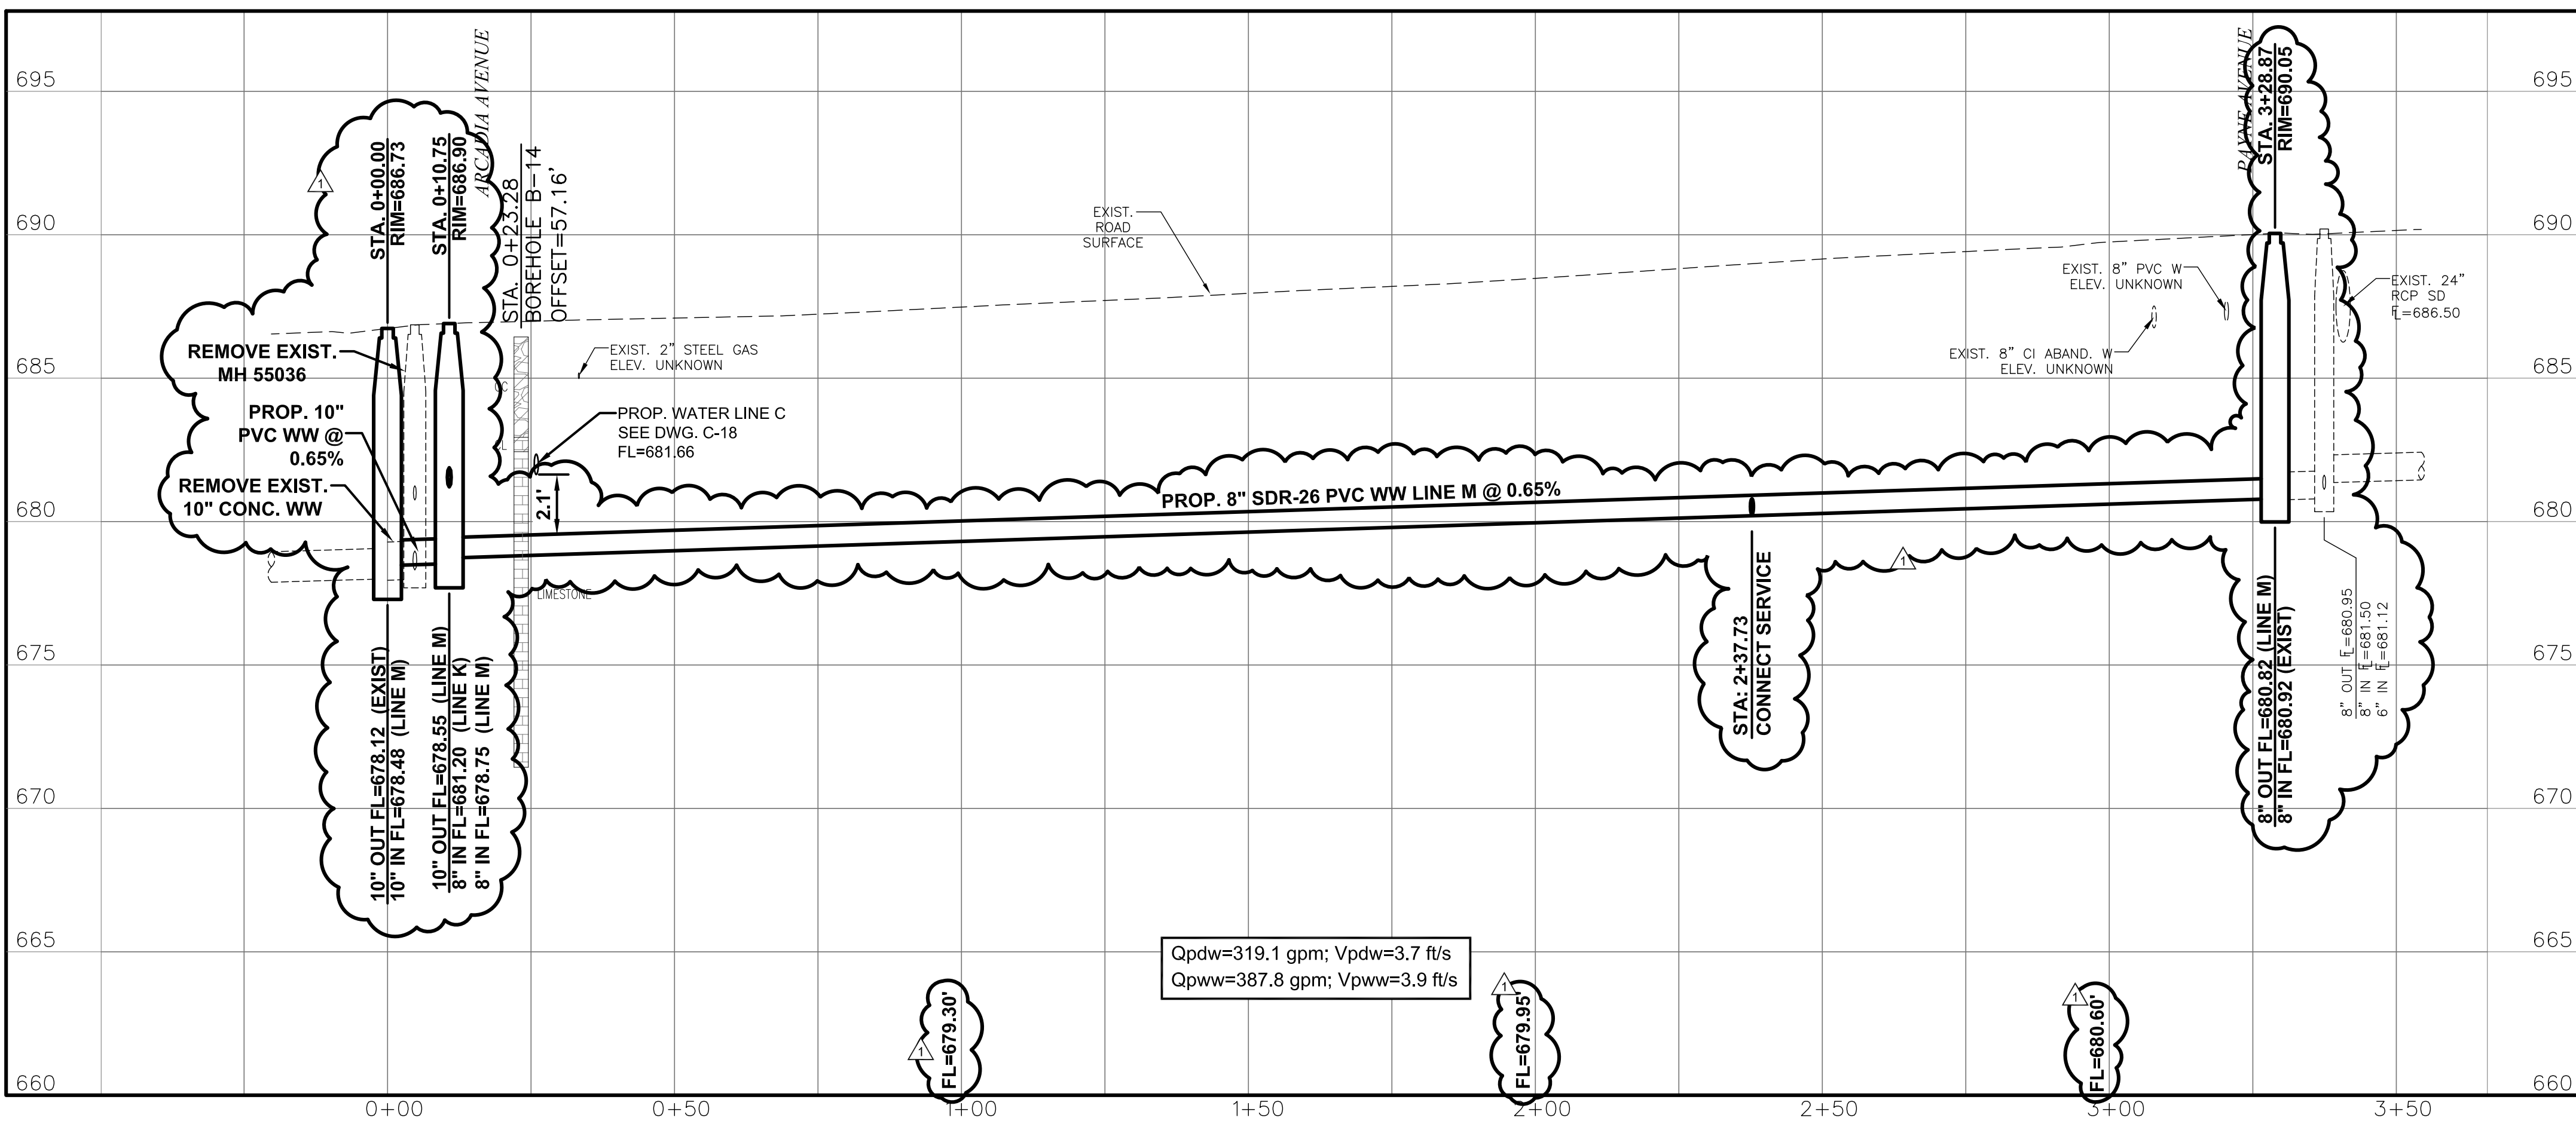 695
690
685
680
675
670
665
660
695
690
685
680
675
670
665
660
ARCADIA AVENUE
STA. 0+00.00
RIM=686.73
STA. 0+10.75
RIM=686.90
STA. 0+23.28
BOREHOLE B-14
OFFSET=57.16'
1
REMOVE EXIST.
MH 55036
PROP. 10"
PVC WW @
0.65%
REMOVE EXIST.
10" CONC. WW
EXIST. 2" STEEL GAS
ELEV. UNKNOWN
PROP. WATER LINE C
SEE DWG. C-18
FL=681.66
2.1'
LIMESTONE
10" OUT FL=678.12 (EXIST)
10" IN FL=678.48 (LINE M)
10" OUT FL=678.55 (LINE M)
8" IN FL=681.20 (LINE K)
8" IN FL=678.75 (LINE M)
EXIST.
ROAD
SURFACE
PROP. 8" SDR-26 PVC WW LINE M @ 0.65%
STA: 2+37.73
CONNECT SERVICE
1
PAYNE AVENUE
STA. 3+28.87
RIM=690.05
EXIST. 8" PVC W
ELEV. UNKNOWN
EXIST. 8" CI ABAND. W
ELEV. UNKNOWN
EXIST. 24"
RCP SD
FL=686.50
8" OUT FL=680.82 (LINE M)
8" IN FL=680.92 (EXIST)
8" OUT FL=680.95
8" IN FL=681.50
6" IN FL=681.12
Qpdw=319.1 gpm; Vpdw=3.7 ft/s
Qpww=387.8 gpm; Vpww=3.9 ft/s
1
FL=679.30'
1
FL=679.95'
1
FL=680.60'
0+00
0+50
1+00
1+50
2+00
2+50
3+00
3+50